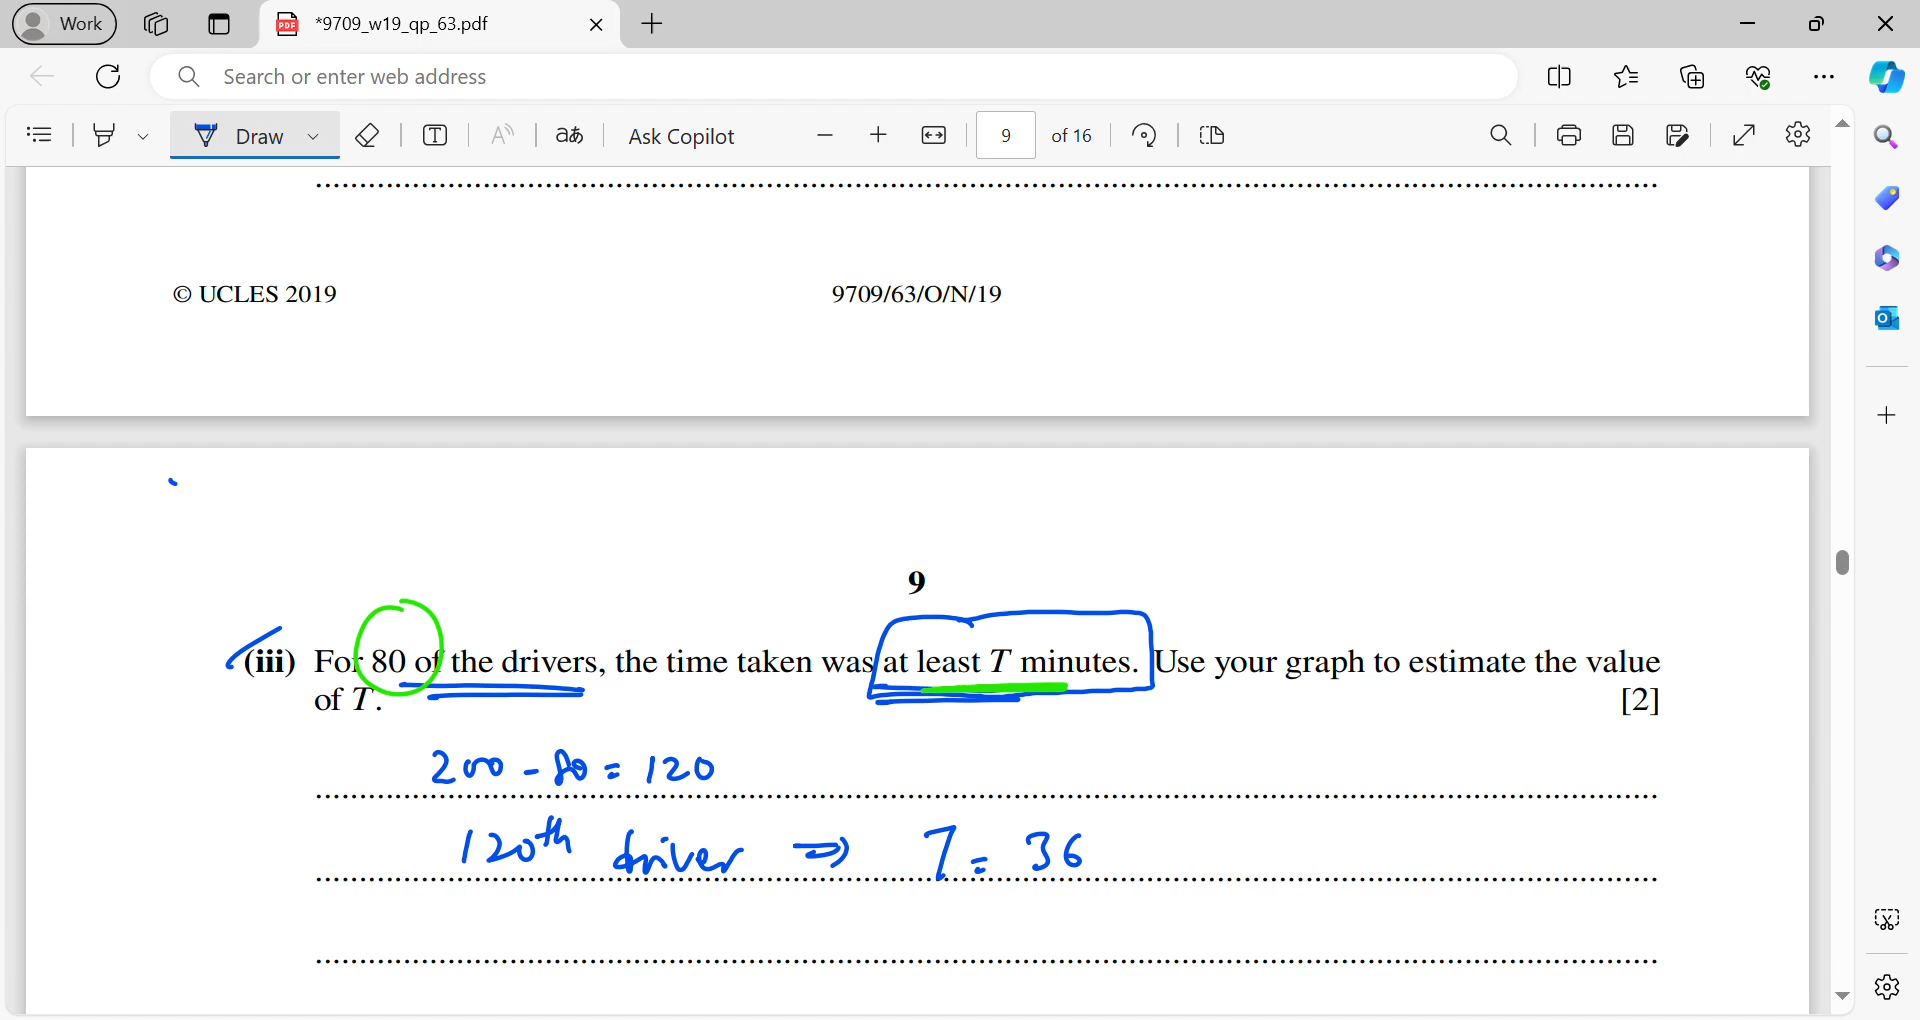 Work
*9709_w19_qp_63.pdf
Search or enter web address
Draw
aあ
Ask Copilot
9
of 16
© UCLES 2019
9709/63/O/N/19
9
(iii) For 80 of the drivers, the time taken was at least T minutes. Use your graph to estimate the value
of T.
[2]
200 - 80 = 120
120th driver ⇒ T = 36